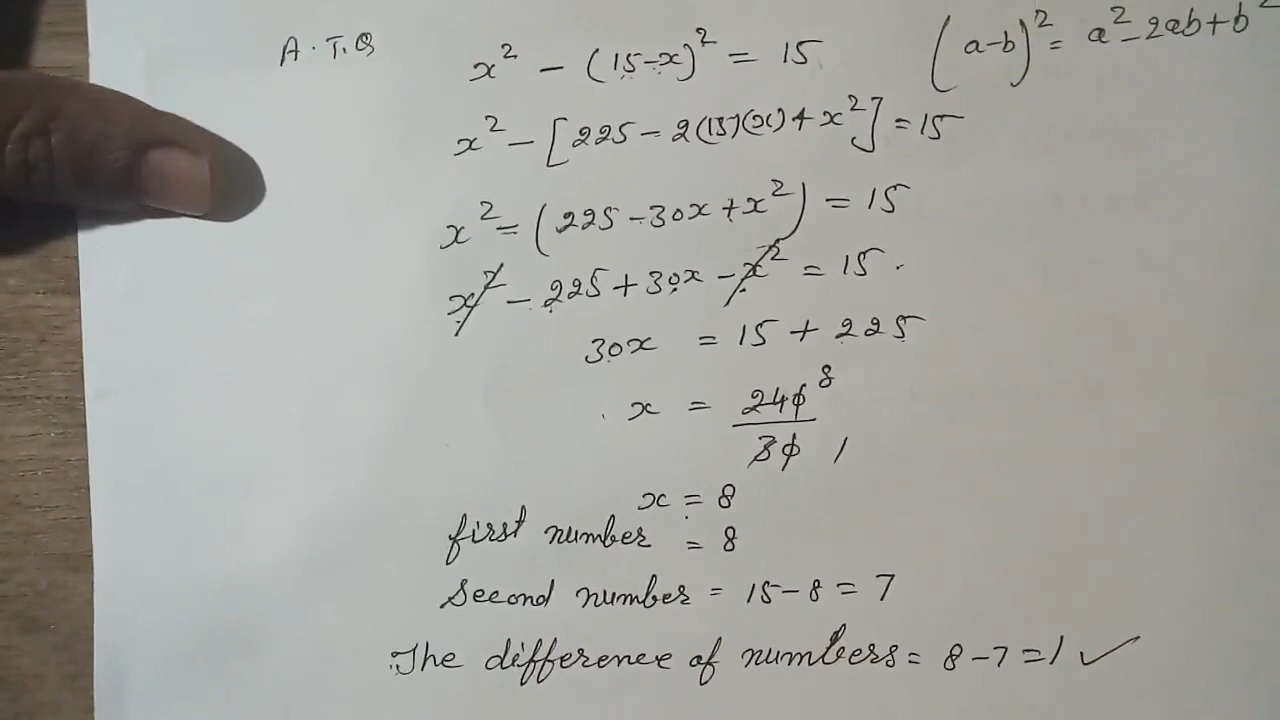 A.T.Q x² - (15-x)² = 15 (a-b)² = a² - 2ab + b²
x² - [225 - 2(15)(x) + x²] = 15
x² = (225 - 30x + x²) = 15
x² - 225 + 30x - x² = 15.
30x = 15 + 225
x = 240/30 8 1
x = 8
first number = 8
Second number = 15 - 8 = 7
The difference of numbers = 8 - 7 = 1 ✓